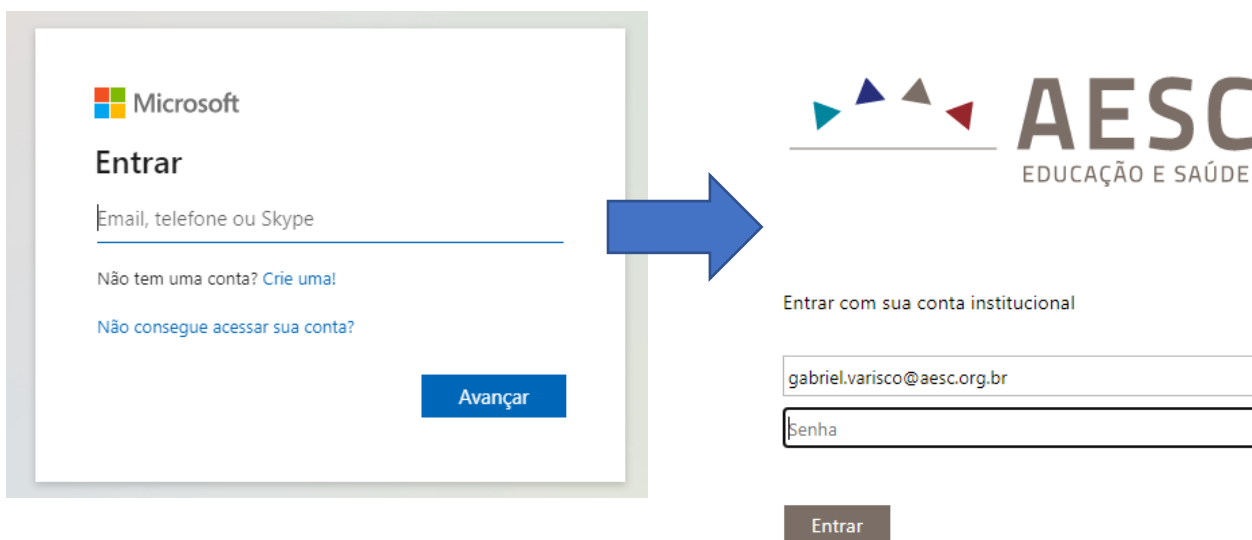 Microsoft
Entrar
Email, telefone ou Skype
Não tem uma conta? Crie uma!
Não consegue acessar sua conta?
Avançar
AESC
EDUCAÇÃO E SAÚDE
Entrar com sua conta institucional
gabriel.varisco@aesc.org.br
Senha
Entrar